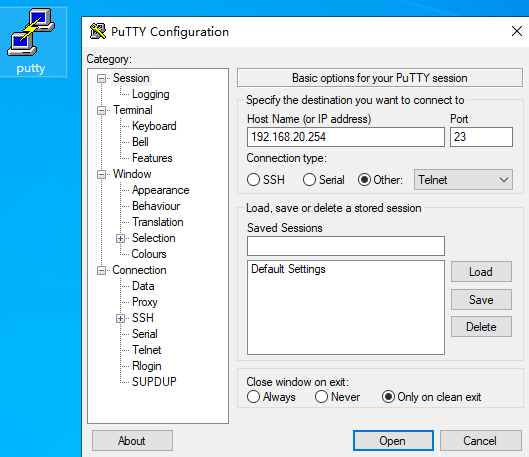 putty
PuTTY Configuration
Category:
Session
Logging
Terminal
Keyboard
Bell
Features
Window
Appearance
Behaviour
Translation
Selection
Colours
Connection
Data
Proxy
SSH
Serial
Telnet
Rlogin
SUPDUP
Basic options for your PuTTY session
Specify the destination you want to connect to
Host Name (or IP address) Port
192.168.20.254 23
Connection type:
SSH Serial Other: Telnet
Load, save or delete a stored session
Saved Sessions
Default Settings
Load
Save
Delete
Close window on exit:
Always Never Only on clean exit
About Open Cancel